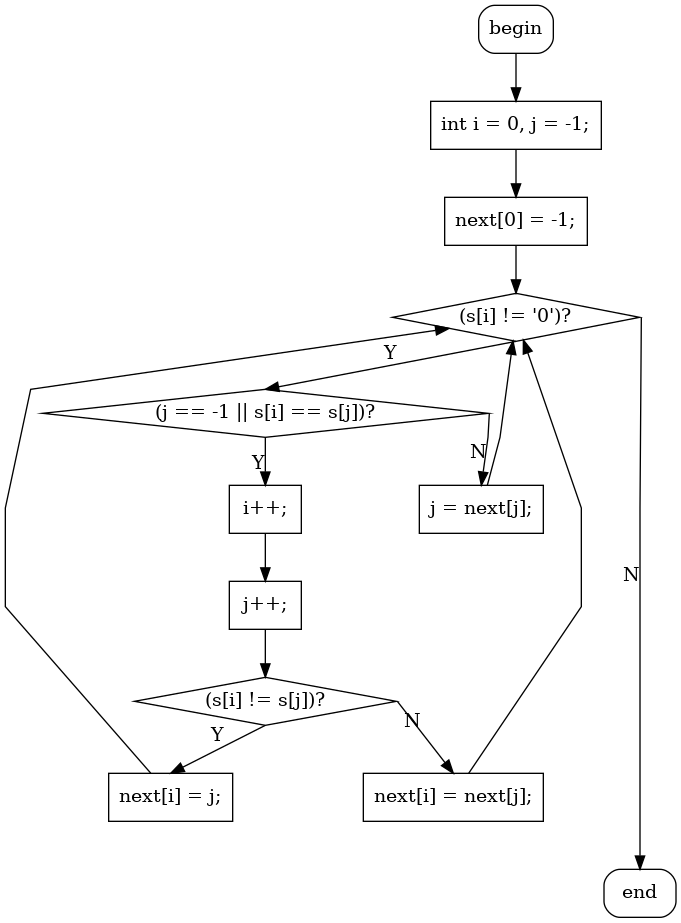 begin
int i = 0, j = -1;
next[0] = -1;
(s[i] != '0')?
Y
(j == -1 || s[i] == s[j])?
Y
N
i++;
j = next[j];
j++;
N
(s[i] != s[j])?
Y
N
next[i] = j;
next[i] = next[j];
end